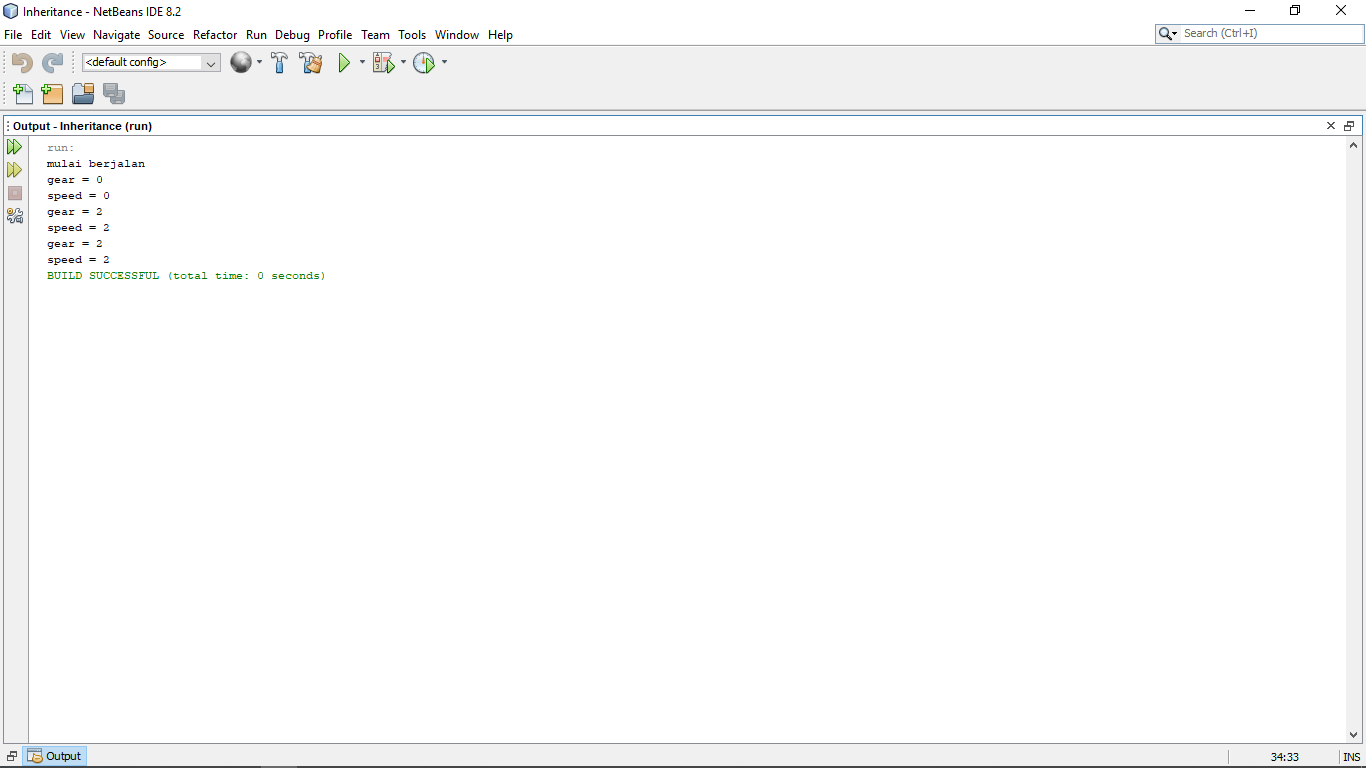 Inheritance - NetBeans IDE 8.2
File Edit View Navigate Source Refactor Run Debug Profile Team Tools Window Help
Search (Ctrl+I)
<default config>
Output - Inheritance (run)
run:
mulai berjalan
gear = 0
speed = 0
gear = 2
speed = 2
gear = 2
speed = 2
BUILD SUCCESSFUL (total time: 0 seconds)
Output
34:33
INS